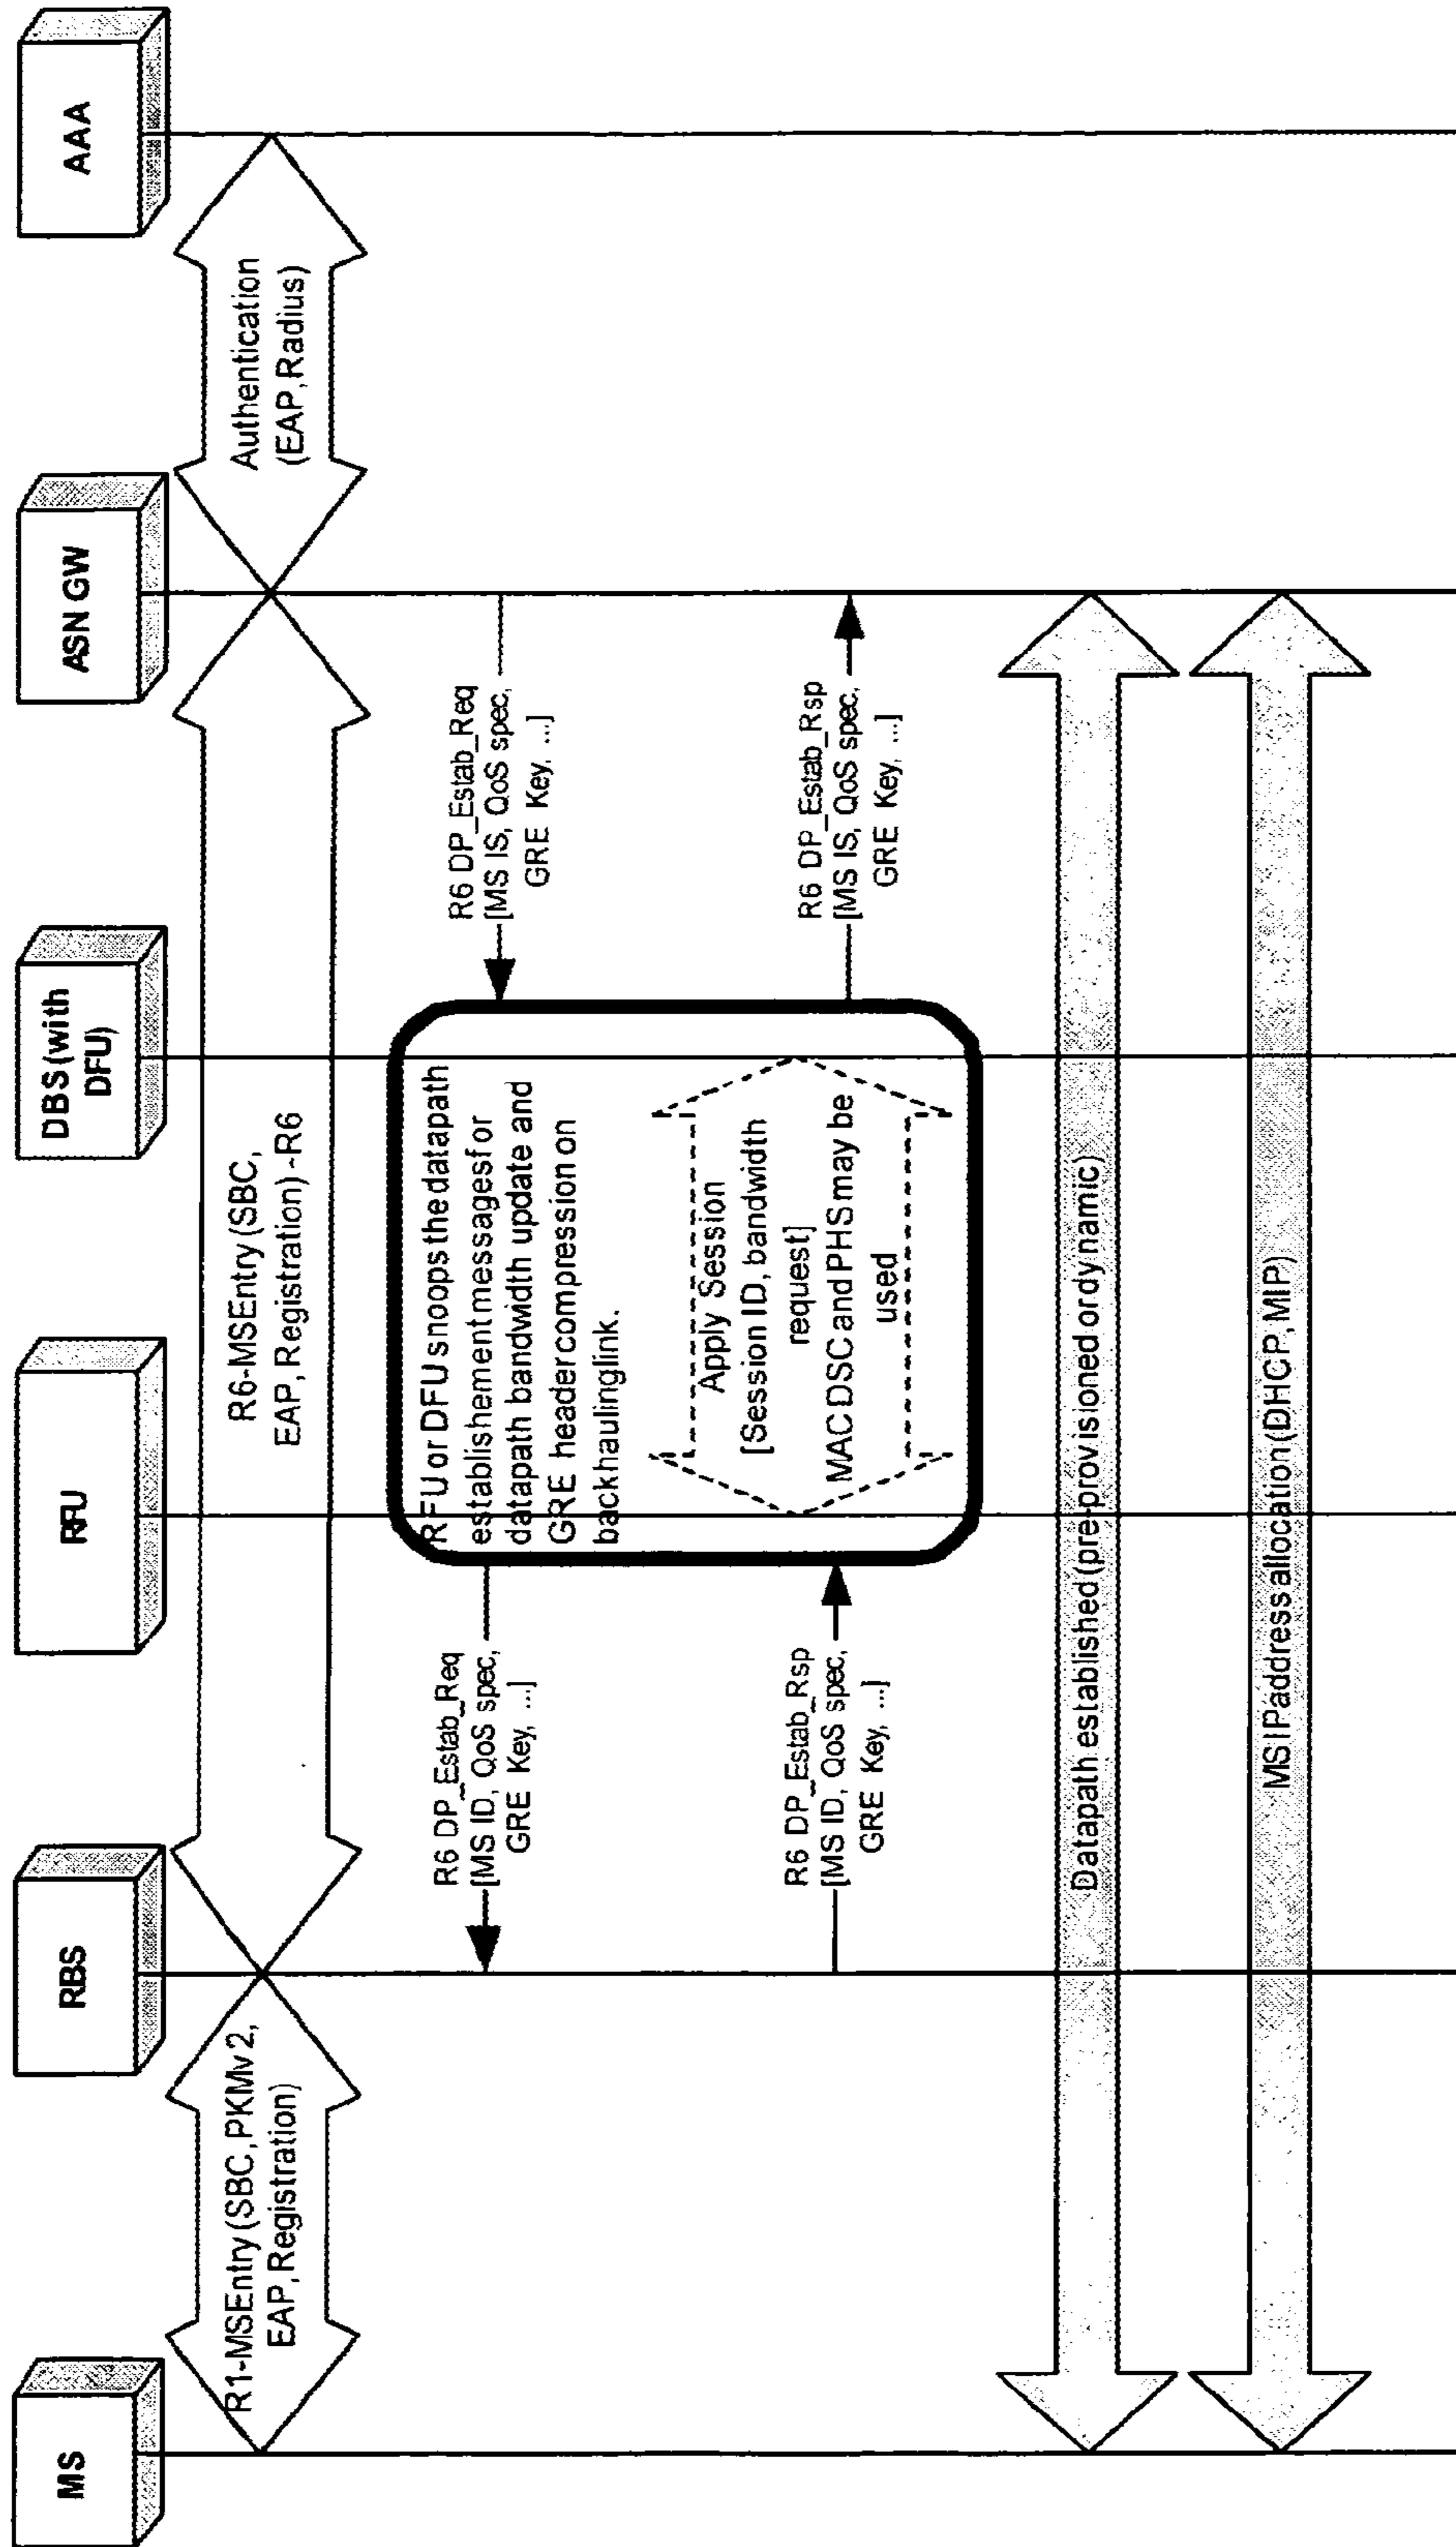 MS
RBS
RFU
DBS (with
DFU)
ASN GW
AAA
R1-MSEntry (SBC, PKMv2,
EAP, Registration)
R6-MSEntry (SBC,
EAP, Registration) -R6
Authentication
(EAP, Radius)
R6 DP_Estab_Req
[MS ID, QoS spec,
GRE Key, ...]
RFU or DFU snoops the datapath
establishement messages for
datapath bandwidth update and
GRE header compression on
backhauling link.
R6 DP_Estab_Req
[MS IS, QoS spec,
GRE Key, ...]
R6 DP_Estab_Rsp
[MS ID, QoS spec,
GRE Key, ...]
Apply Session
[Session ID, bandwidth
request]
MAC DSC and PHS may be
used
R6 DP_Estab_Rsp
[MS IS, QoS spec,
GRE Key, ...]
Datapath established (pre-provisioned or dynamic)
MS IP address allocation (DHCP, MIP)